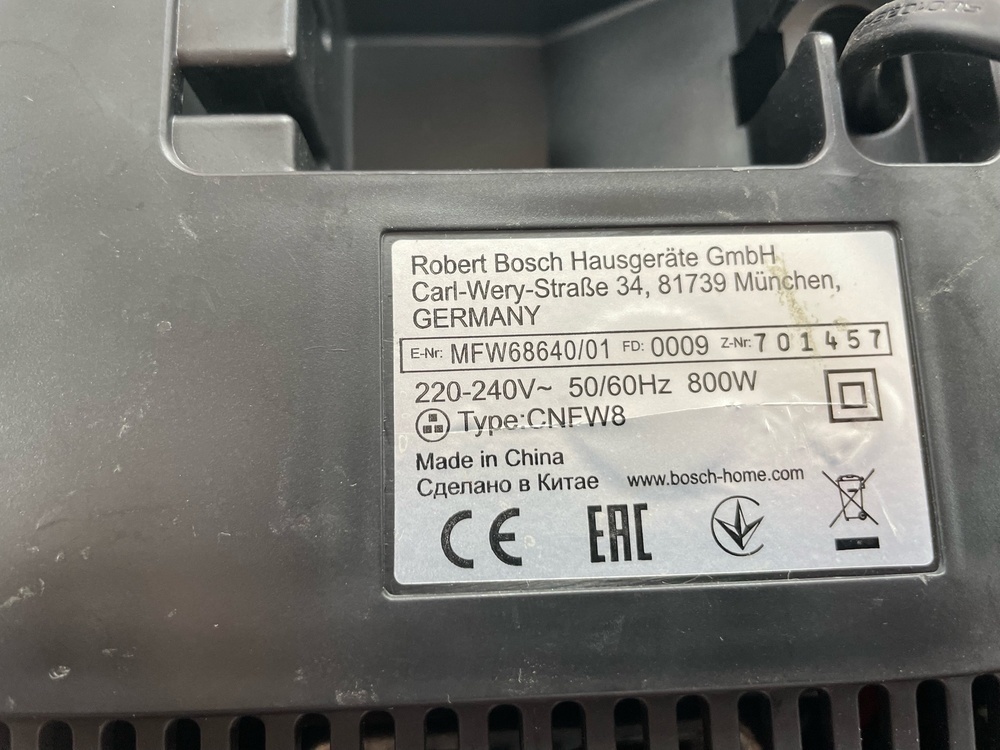 Robert Bosch Hausgeräte GmbH
Carl-Wery-Straße 34, 81739 München,
GERMANY
E-Nr: MFW68640/01 FD: 0009 Z-Nr: 701457
220-240V~ 50/60Hz 800W
Type:CNFW8
Made in China
Сделано в Китае www.bosch-home.com
CE EAC